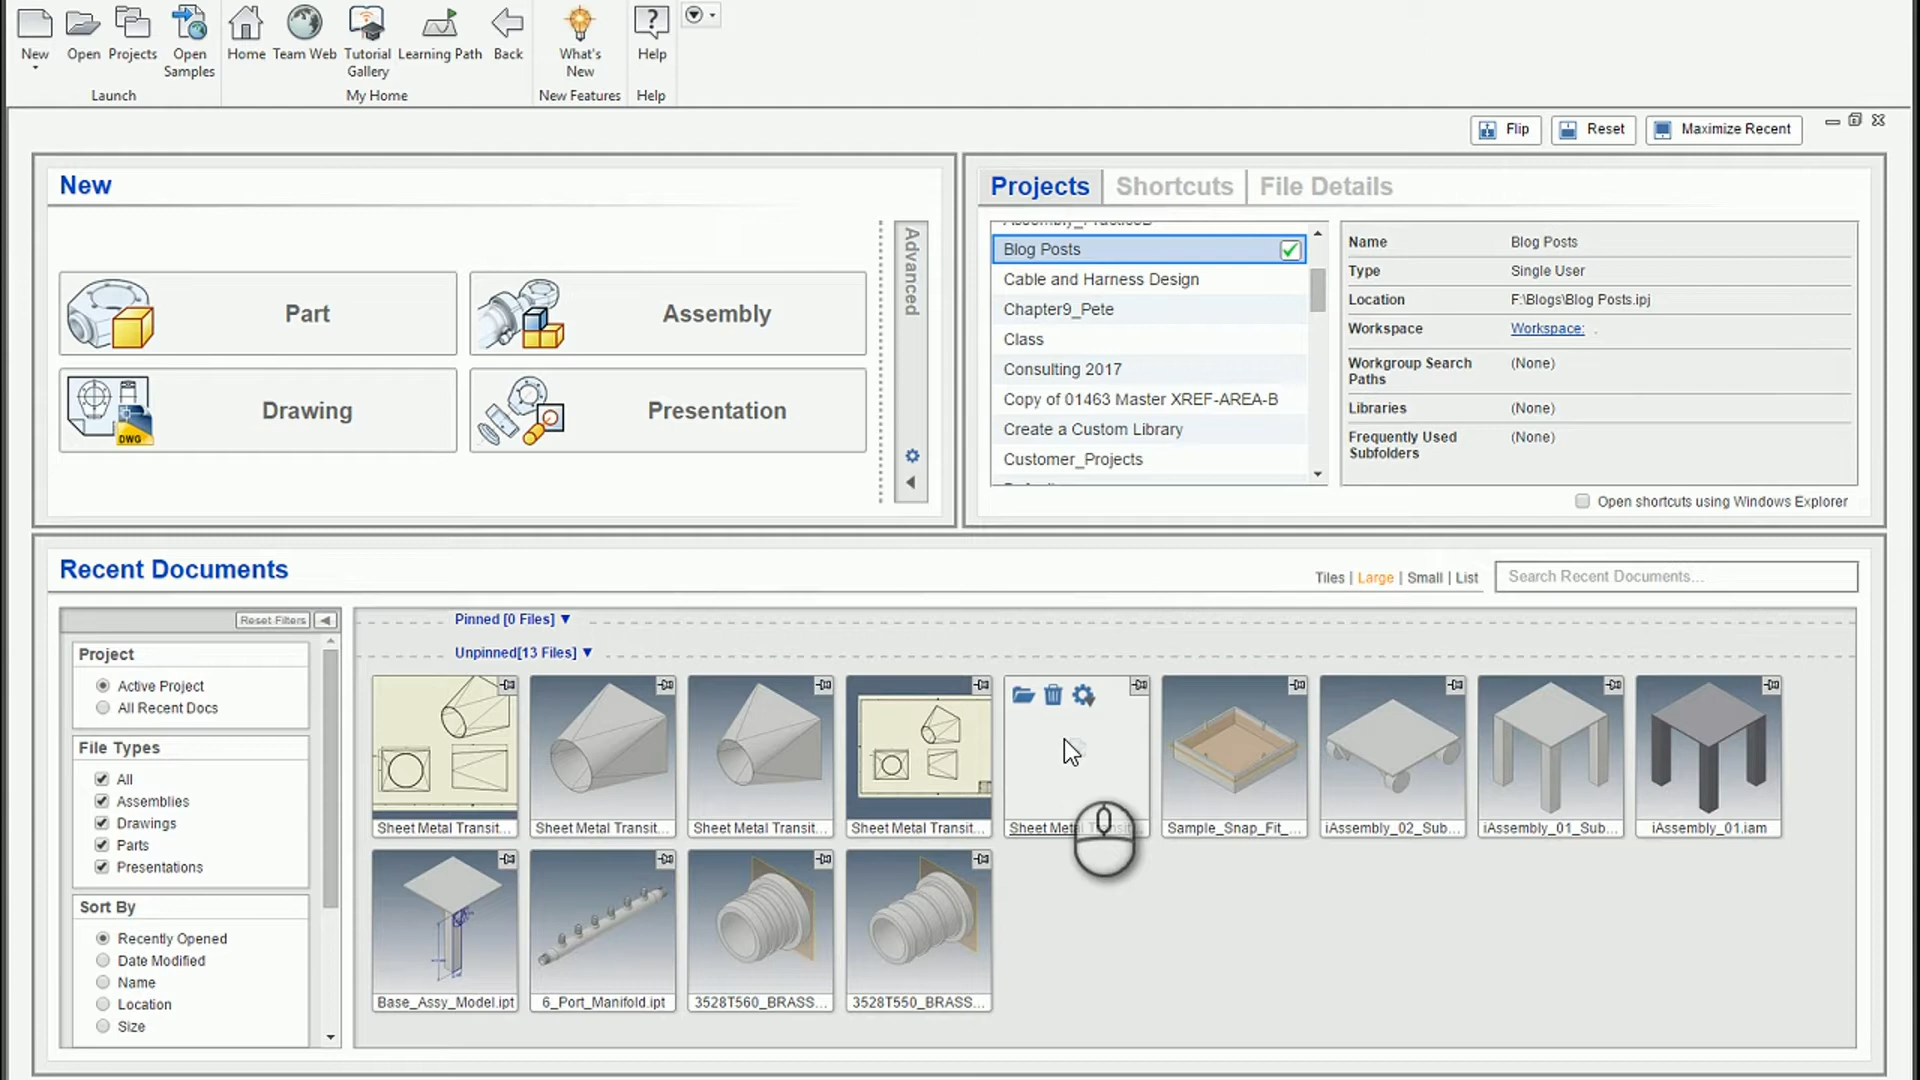 New
Open
Projects
Open
Samples
Home
Team Web
Tutorial
Gallery
Learning Path
Back
What's
New
Help
Launch
My Home
New Features
Help
Flip
Reset
Maximize Recent
New
Part
Assembly
Drawing
DWG
Presentation
Advanced
Projects
Shortcuts
File Details
Blog Posts
Cable and Harness Design
Chapter9_Pete
Class
Consulting 2017
Copy of 01463 Master XREF-AREA-B
Create a Custom Library
Customer_Projects
Name Blog Posts
Type Single User
Location F:\Blogs\Blog Posts.ipj
Workspace Workspace: .
Workgroup Search Paths (None)
Libraries (None)
Frequently Used Subfolders (None)
Open shortcuts using Windows Explorer
Recent Documents
Tiles | Large | Small | List
Search Recent Documents...
Reset Filters
Project
Active Project
All Recent Docs
File Types
All
Assemblies
Drawings
Parts
Presentations
Sort By
Recently Opened
Date Modified
Name
Location
Size
Pinned [0 Files]
Unpinned[13 Files]
Sheet Metal Transit...
Sheet Metal Transit...
Sheet Metal Transit...
Sheet Metal Transit...
Sheet Metal Transit...
Sample_Snap_Fit_...
iAssembly_02_Sub...
iAssembly_01_Sub...
iAssembly_01.iam
Base_Assy_Model.ipt
6_Port_Manifold.ipt
3528T560_BRASS...
3528T550_BRASS...